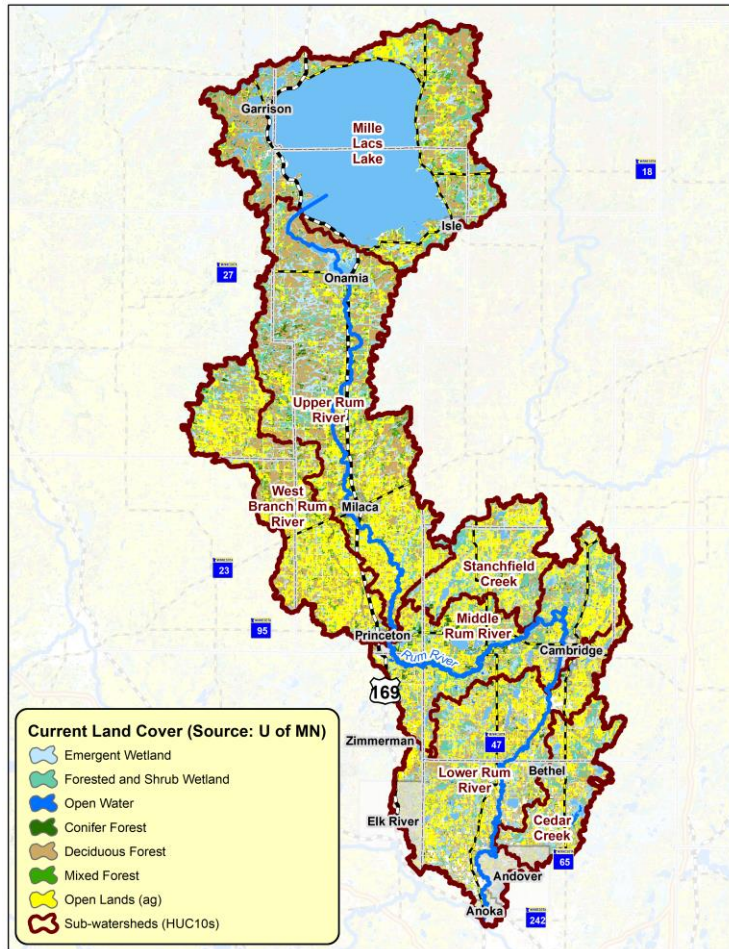 Garrison
Mille
Lacs
Lake
18
Isle
27
Onamia
Upper Rum
River
West
Branch Rum
River
Milaca
23
Stanchfield
Creek
95
Middle
Rum River
Princeton
Rum River
Cambridge
169
Zimmerman
47
Bethel
Lower Rum
River
Elk River
Cedar
Creek
65
Andover
Anoka
242
Current Land Cover (Source: U of MN)
Emergent Wetland
Forested and Shrub Wetland
Open Water
Conifer Forest
Deciduous Forest
Mixed Forest
Open Lands (ag)
Sub-watersheds (HUC10s)